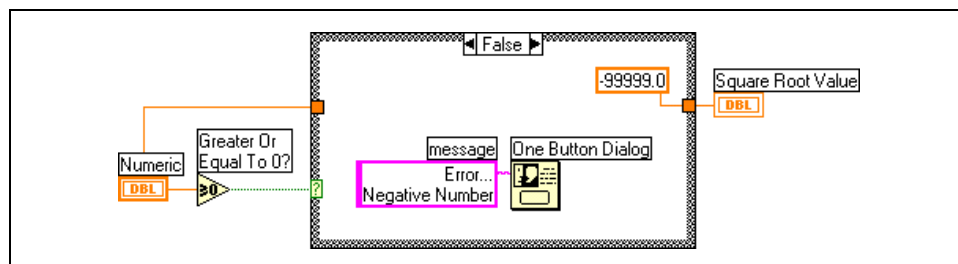 False
-99999.0
Square Root Value
DBL
Greater Or
Equal To 0?
Numeric
DBL
≥0
?
message
One Button Dialog
Error...
Negative Number